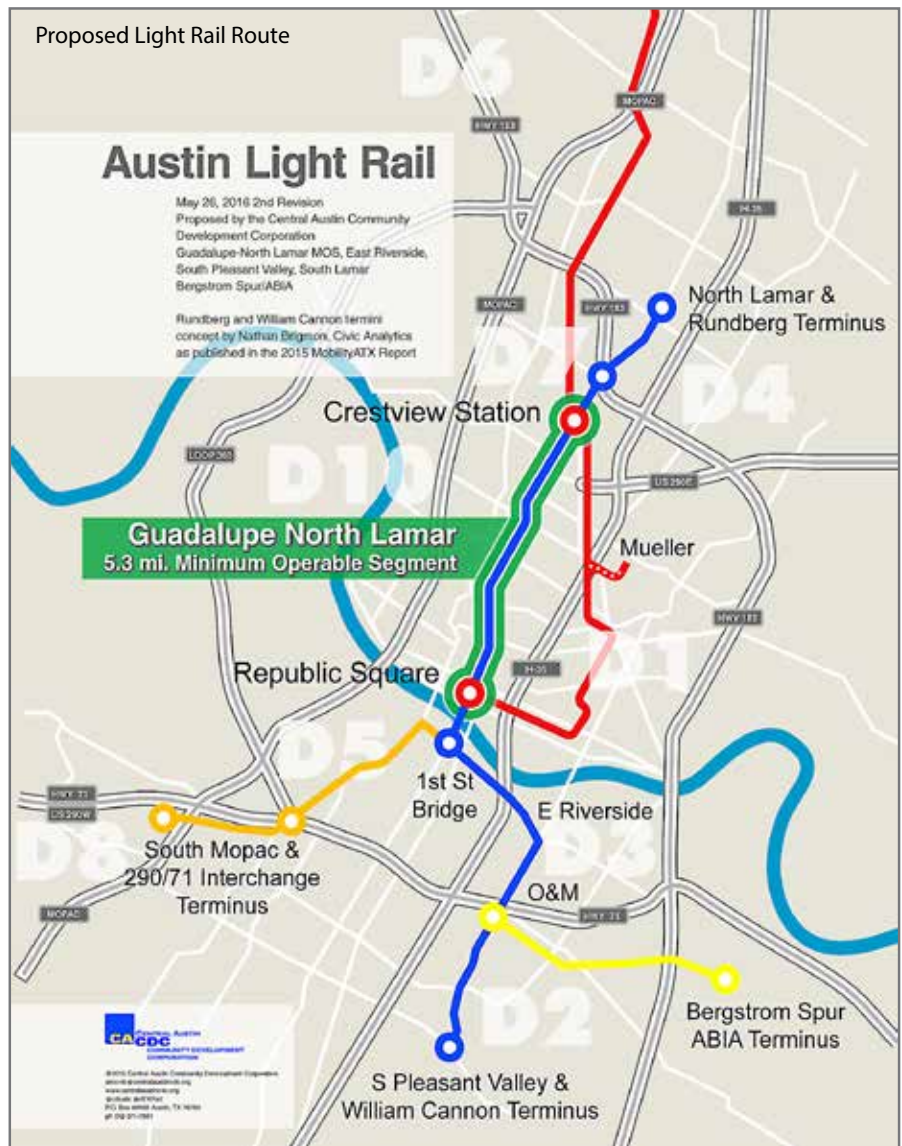 Proposed Light Rail Route
D6
MOPAC
HWY 183
Austin Light Rail
May 26, 2016 2nd Revision
Proposed by the Central Austin Community
Development Corporation
Guadalupe-North Lamar MOS, East Riverside,
South Pleasant Valley, South Lamar
Bergstrom Spur/ABIA
Rundberg and William Cannon termini
concept by Nathan Brigmon, Civic Analytics
as published in the 2015 MobilityATX Report
IH-35
MOPAC
HWY 183
North Lamar &
Rundberg Terminus
D7
D4
Crestview Station
LOOP 360
D10
US 290E
Guadalupe North Lamar
5.3 mi. Minimum Operable Segment
Mueller
HWY 183
D1
Republic Square
IH-35
D5
1st St
Bridge
E Riverside
HWY 71
US 290W
D8
D3
South Mopac &
290/71 Interchange
Terminus
O&M
MOPAC
HWY 71
D2
Bergstrom Spur
ABIA Terminus
CACDC
CENTRAL AUSTIN
COMMUNITY DEVELOPMENT
CORPORATION
Central Austin Community Development Corporation
S Pleasant Valley &
William Cannon Terminus